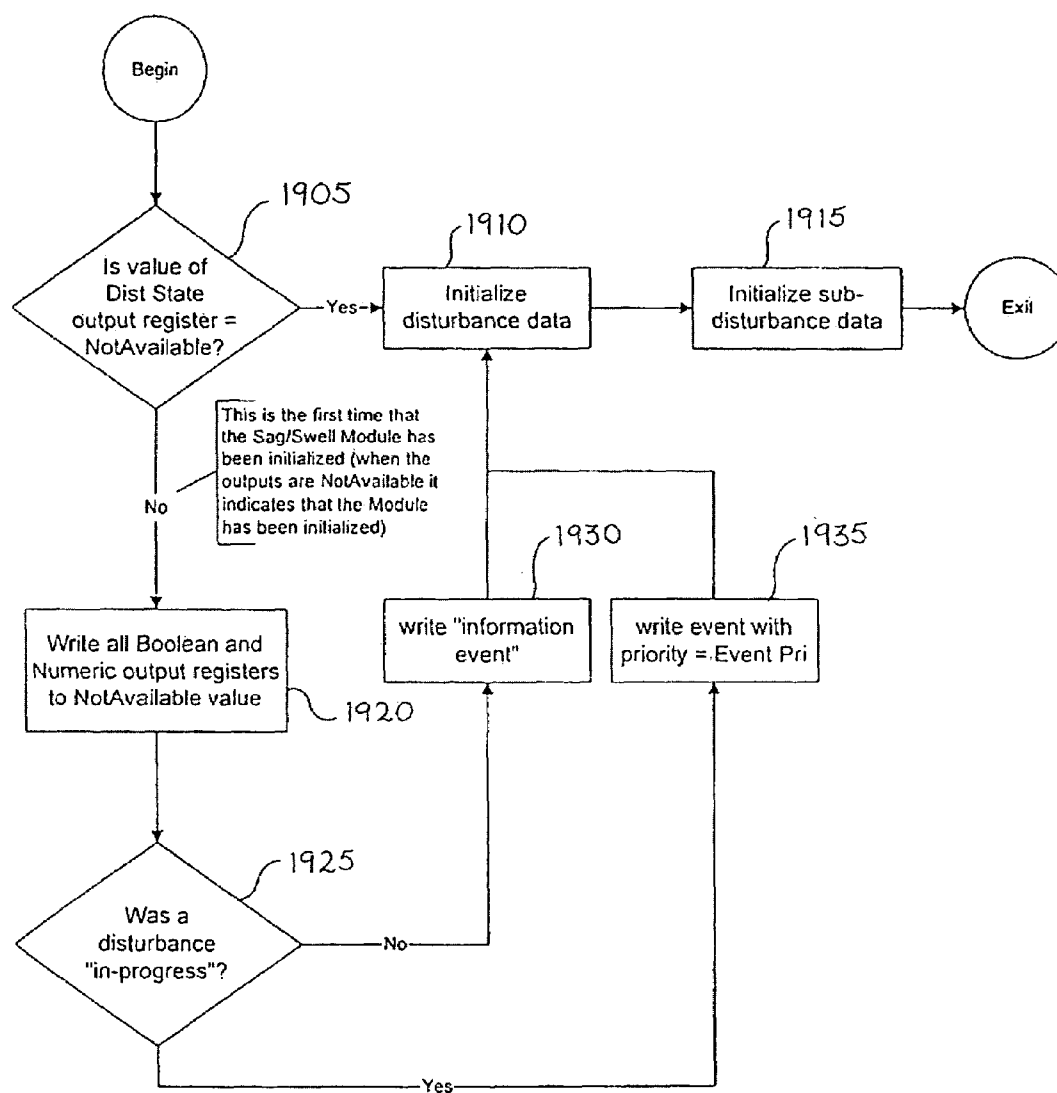 Begin
1905
Is value of
Dist State
output register =
NotAvailable?
Yes
1910
Initialize
disturbance data
1915
Initialize sub-
disturbance data
Exit
No
This is the first time that
the Sag/Swell Module has
been initialized (when the
outputs are NotAvailable it
indicates that the Module
has been initialized)
1930
write "information
event"
1935
write event with
priority = Event Pri
Write all Boolean and
Numeric output registers
to NotAvailable value
1920
1925
Was a
disturbance
"in-progress"?
No
Yes